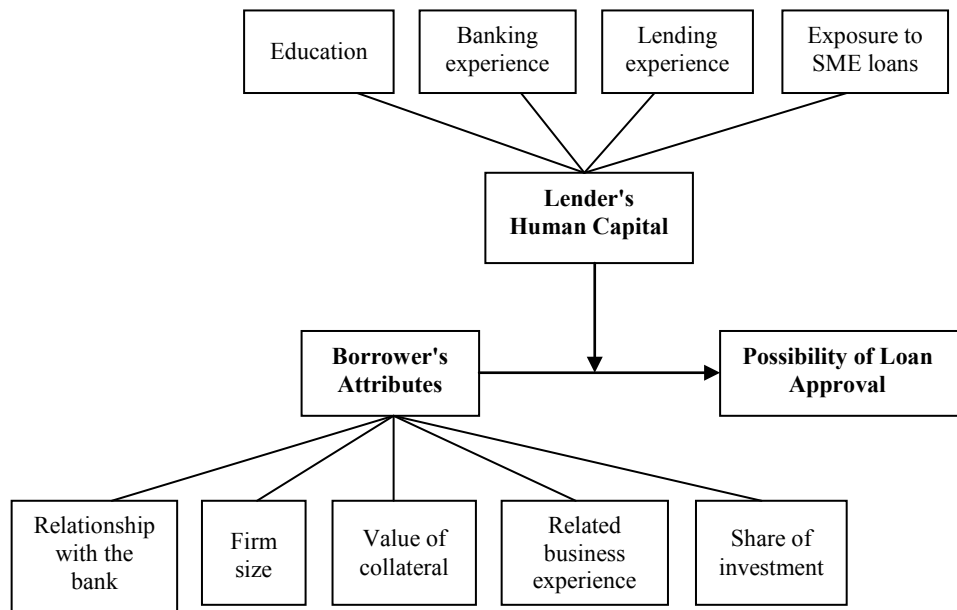 Education
Banking
experience
Lending
experience
Exposure to
SME loans
Lender's
Human Capital
Borrower's
Attributes
Possibility of Loan
Approval
Relationship
with the
bank
Firm
size
Value of
collateral
Related
business
experience
Share of
investment